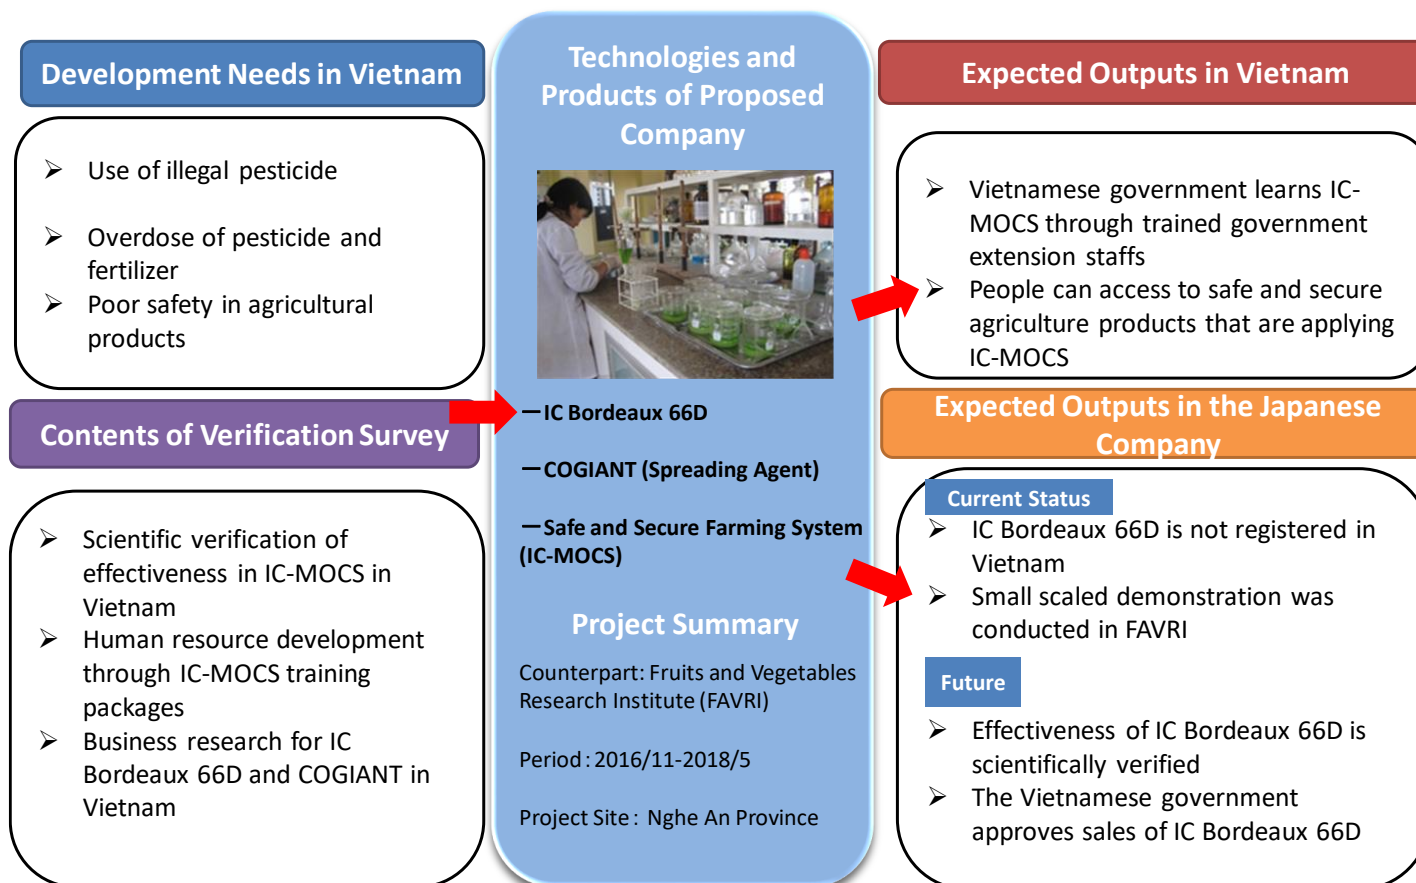 Development Needs in Vietnam
➢ Use of illegal pesticide
➢ Overdose of pesticide and
fertilizer
➢ Poor safety in agricultural
products
Contents of Verification Survey
➢ Scientific verification of
effectiveness in IC-MOCS in
Vietnam
➢ Human resource development
through IC-MOCS training
packages
➢ Business research for IC
Bordeaux 66D and COGIANT in
Vietnam
Technologies and
Products of Proposed
Company
—IC Bordeaux 66D
—COGIANT (Spreading Agent)
—Safe and Secure Farming System
(IC-MOCS)
Project Summary
Counterpart: Fruits and Vegetables
Research Institute (FAVRI)
Period : 2016/11-2018/5
Project Site : Nghe An Province
Expected Outputs in Vietnam
➢ Vietnamese government learns IC-
MOCS through trained government
extension staffs
➢ People can access to safe and secure
agriculture products that are applying
IC-MOCS
Expected Outputs in the Japanese
Company
Current Status
➢ IC Bordeaux 66D is not registered in
Vietnam
➢ Small scaled demonstration was
conducted in FAVRI
Future
➢ Effectiveness of IC Bordeaux 66D is
scientifically verified
➢ The Vietnamese government
approves sales of IC Bordeaux 66D